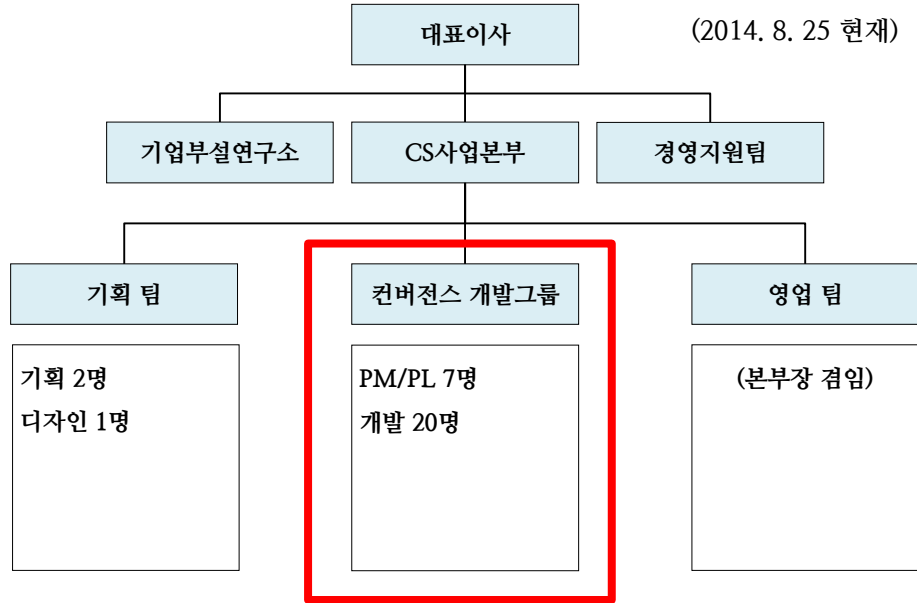 대표이사
(2014. 8. 25 현재)
기업부설연구소
CS사업본부
경영지원팀
기획 팀
컨버전스 개발그룹
영업 팀
기획 2명
디자인 1명
PM/PL 7명
개발 20명
(본부장 겸임)